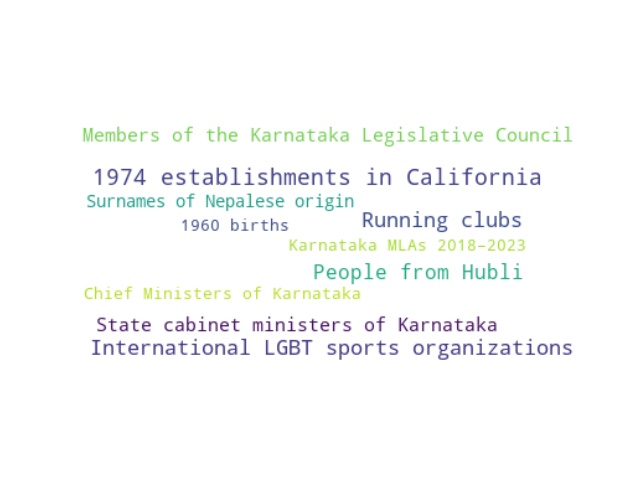 Members of the Karnataka Legislative Council
1974 establishments in California
Surnames of Nepalese origin
Running clubs
1960 births
Karnataka MLAs 2018–2023
People from Hubli
Chief Ministers of Karnataka
State cabinet ministers of Karnataka
International LGBT sports organizations